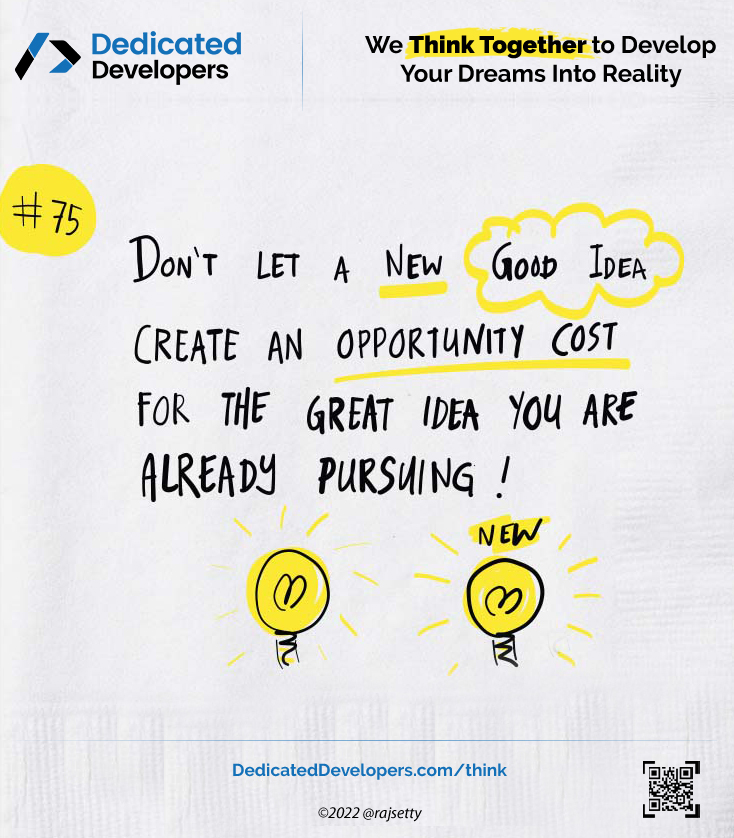 Dedicated
Developers
We Think Together to Develop
Your Dreams Into Reality
#75
DON'T LET A NEW GOOD IDEA
CREATE AN OPPORTUNITY COST
FOR THE GREAT IDEA YOU ARE
ALREADY PURSUING!
NEW
DedicatedDevelopers.com/think
©2022 @rajsetty